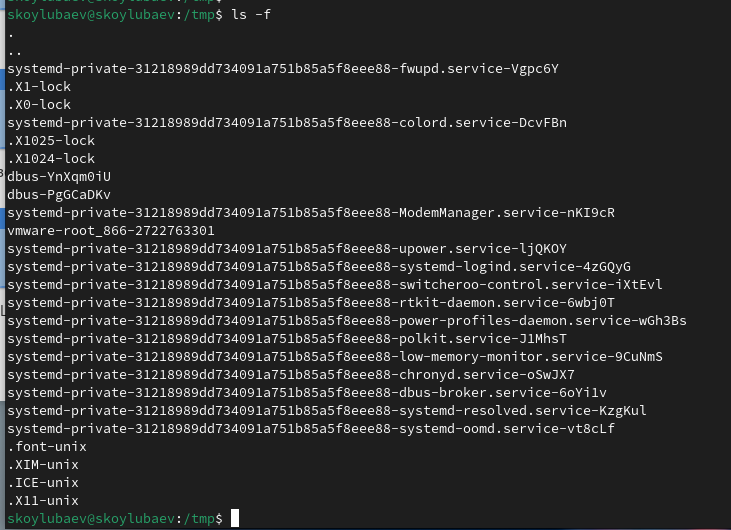 skoylubaev@skoylubaev:/tmp$ ls -f
.
..
systemd-private-31218989dd734091a751b85a5f8eee88-fwupd.service-Vgpc6Y
.X1-lock
.X0-lock
systemd-private-31218989dd734091a751b85a5f8eee88-colord.service-DcvFBn
.X1025-lock
.X1024-lock
dbus-YnXqm0iU
dbus-PgGCaDKv
systemd-private-31218989dd734091a751b85a5f8eee88-ModemManager.service-nKI9cR
vmware-root_866-2722763301
systemd-private-31218989dd734091a751b85a5f8eee88-upower.service-ljQKOY
systemd-private-31218989dd734091a751b85a5f8eee88-systemd-logind.service-4zGQyG
systemd-private-31218989dd734091a751b85a5f8eee88-switcheroo-control.service-iXtEvl
systemd-private-31218989dd734091a751b85a5f8eee88-rtkit-daemon.service-6wbj0T
systemd-private-31218989dd734091a751b85a5f8eee88-power-profiles-daemon.service-wGh3Bs
systemd-private-31218989dd734091a751b85a5f8eee88-polkit.service-J1MhsT
systemd-private-31218989dd734091a751b85a5f8eee88-low-memory-monitor.service-9CuNmS
systemd-private-31218989dd734091a751b85a5f8eee88-chronyd.service-oSwJX7
systemd-private-31218989dd734091a751b85a5f8eee88-dbus-broker.service-6oYi1v
systemd-private-31218989dd734091a751b85a5f8eee88-systemd-resolved.service-KzgKul
systemd-private-31218989dd734091a751b85a5f8eee88-systemd-oomd.service-vt8cLf
.font-unix
.XIM-unix
.ICE-unix
.X11-unix
skoylubaev@skoylubaev:/tmp$